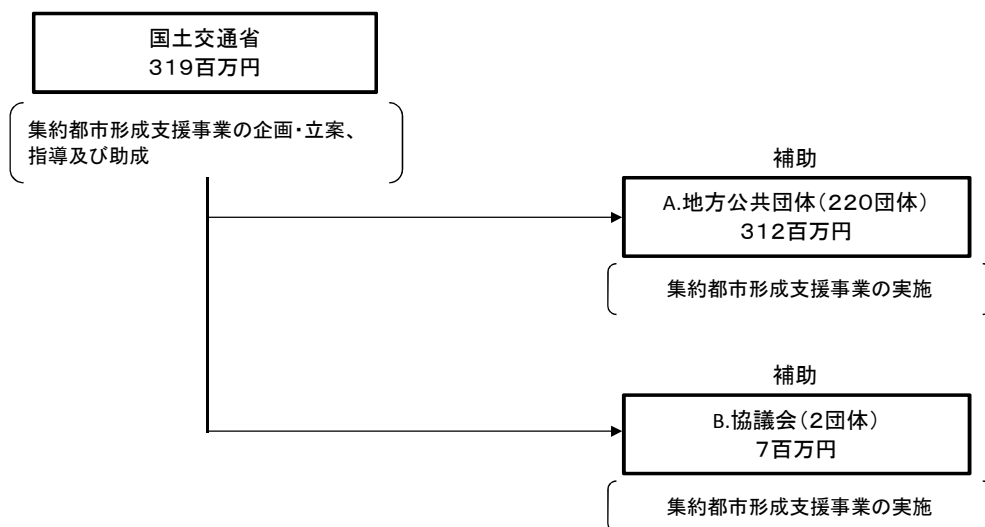 国土交通省
319百万円
集約都市形成支援事業の企画・立案、
指導及び助成
補助
A.地方公共団体（220団体）
312百万円
集約都市形成支援事業の実施
補助
B.協議会（2団体）
7百万円
集約都市形成支援事業の実施